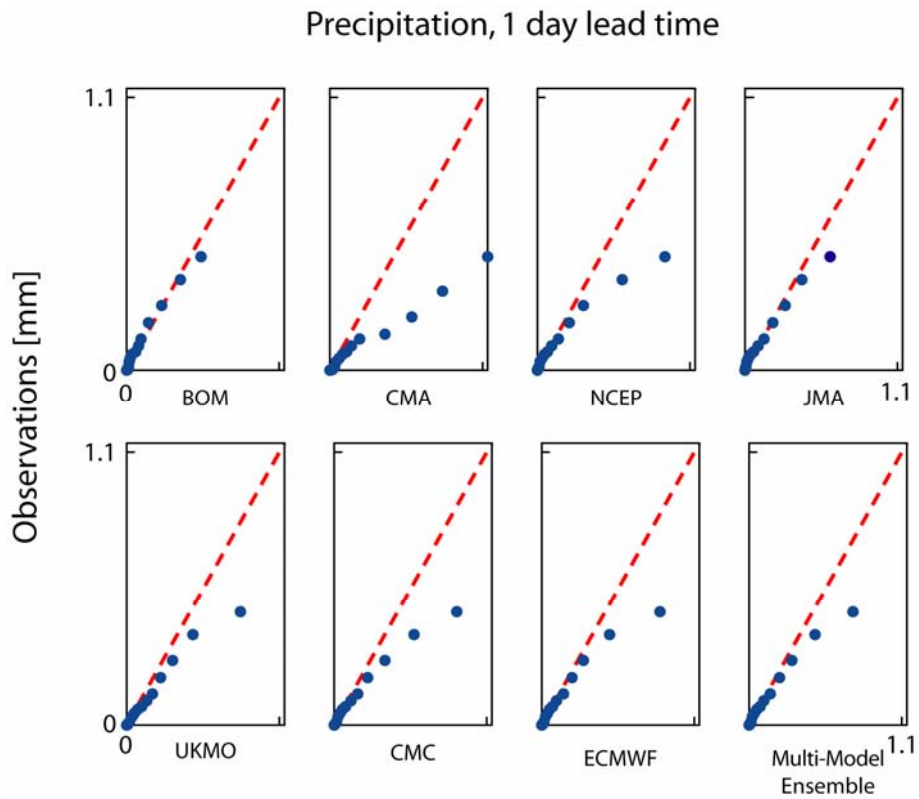 Precipitation, 1 day lead time
Observations [mm]
1.1
0
0
BOM
CMA
NCEP
JMA
1.1
1.1
0
0
UKMO
CMC
ECMWF
Multi-Model
Ensemble
1.1